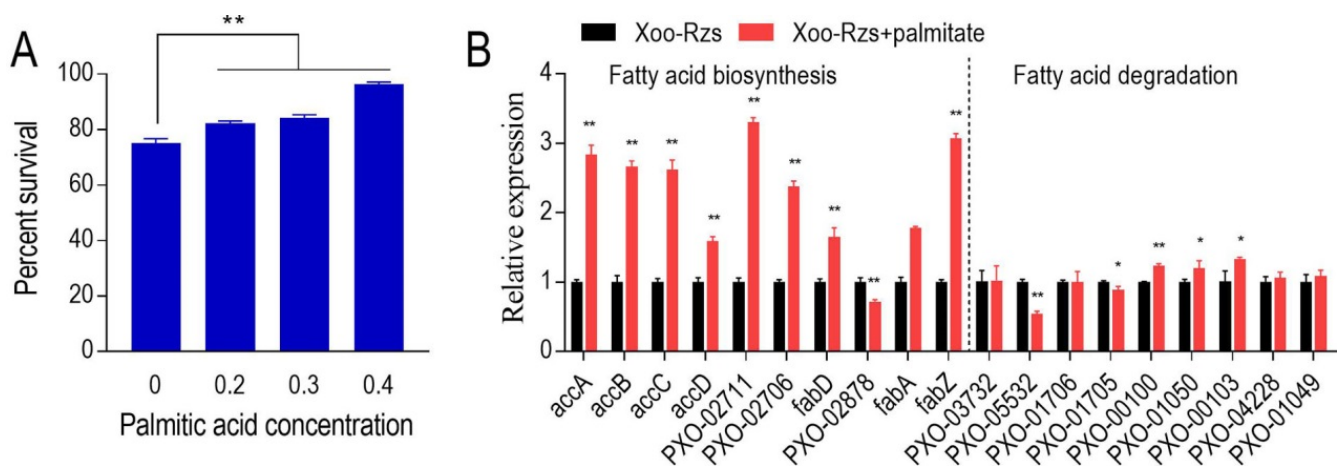 A
**
Percent survival
100
80
60
40
20
0
0 0.2 0.3 0.4
Palmitic acid concentration
B
Xoo-Rzs Xoo-Rzs+palmitate
Fatty acid biosynthesis Fatty acid degradation
Relative expression
4
3
2
1
0
** ** ** ** ** ** ** ** ** ** * ** * *
accA accB accC accD PXO-02711 PXO-02706 fabD PXO-02878 fabA fabZ PXO-03732 PXO-05532 PXO-01706 PXO-01705 PXO-00100 PXO-01050 PXO-00103 PXO-04228 PXO-01049